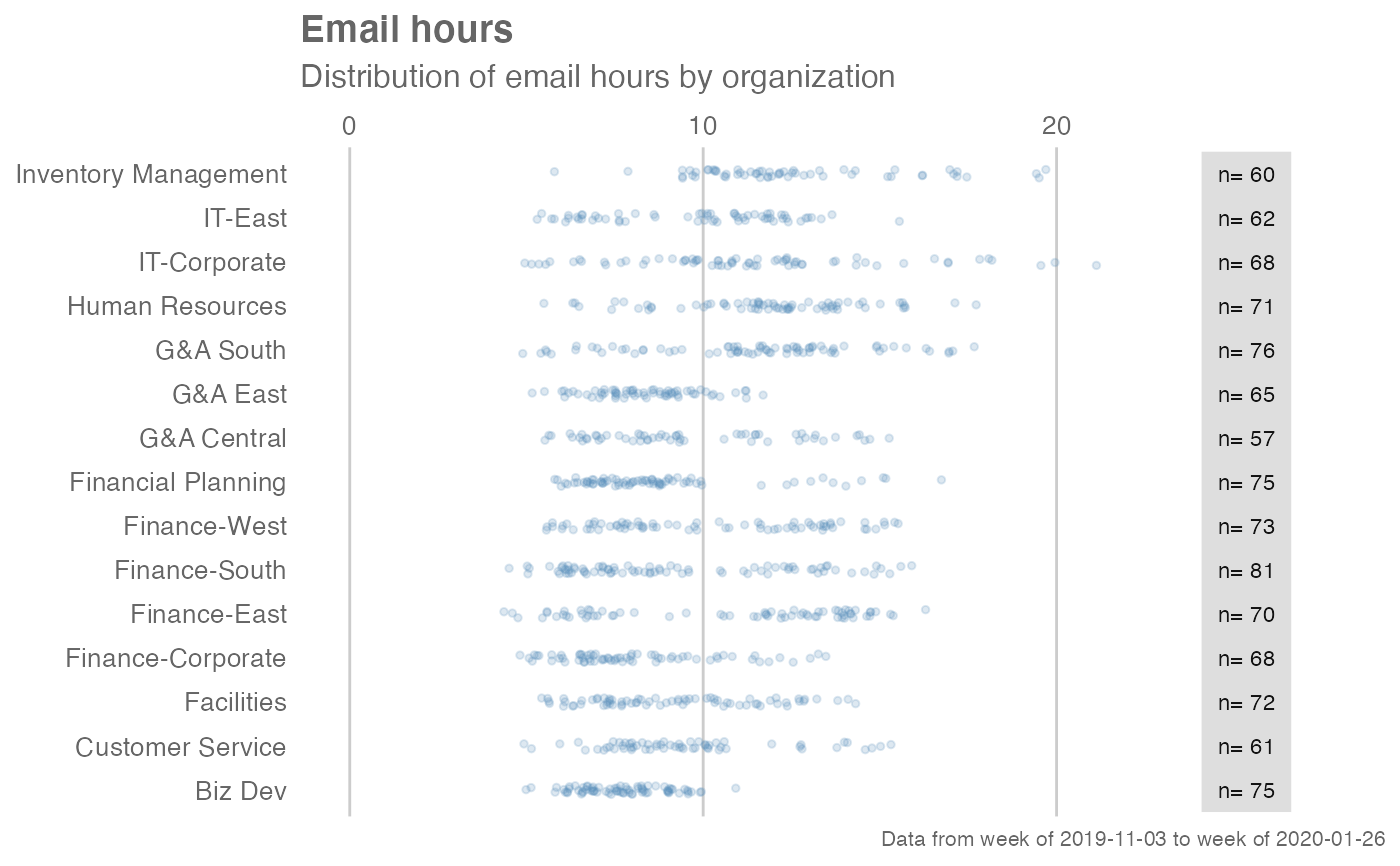 Email hours
Distribution of email hours by organization
0 10 20
Inventory Management n= 60
IT-East n= 62
IT-Corporate n= 68
Human Resources n= 71
G&A South n= 76
G&A East n= 65
G&A Central n= 57
Financial Planning n= 75
Finance-West n= 73
Finance-South n= 81
Finance-East n= 70
Finance-Corporate n= 68
Facilities n= 72
Customer Service n= 61
Biz Dev n= 75
Data from week of 2019-11-03 to week of 2020-01-26